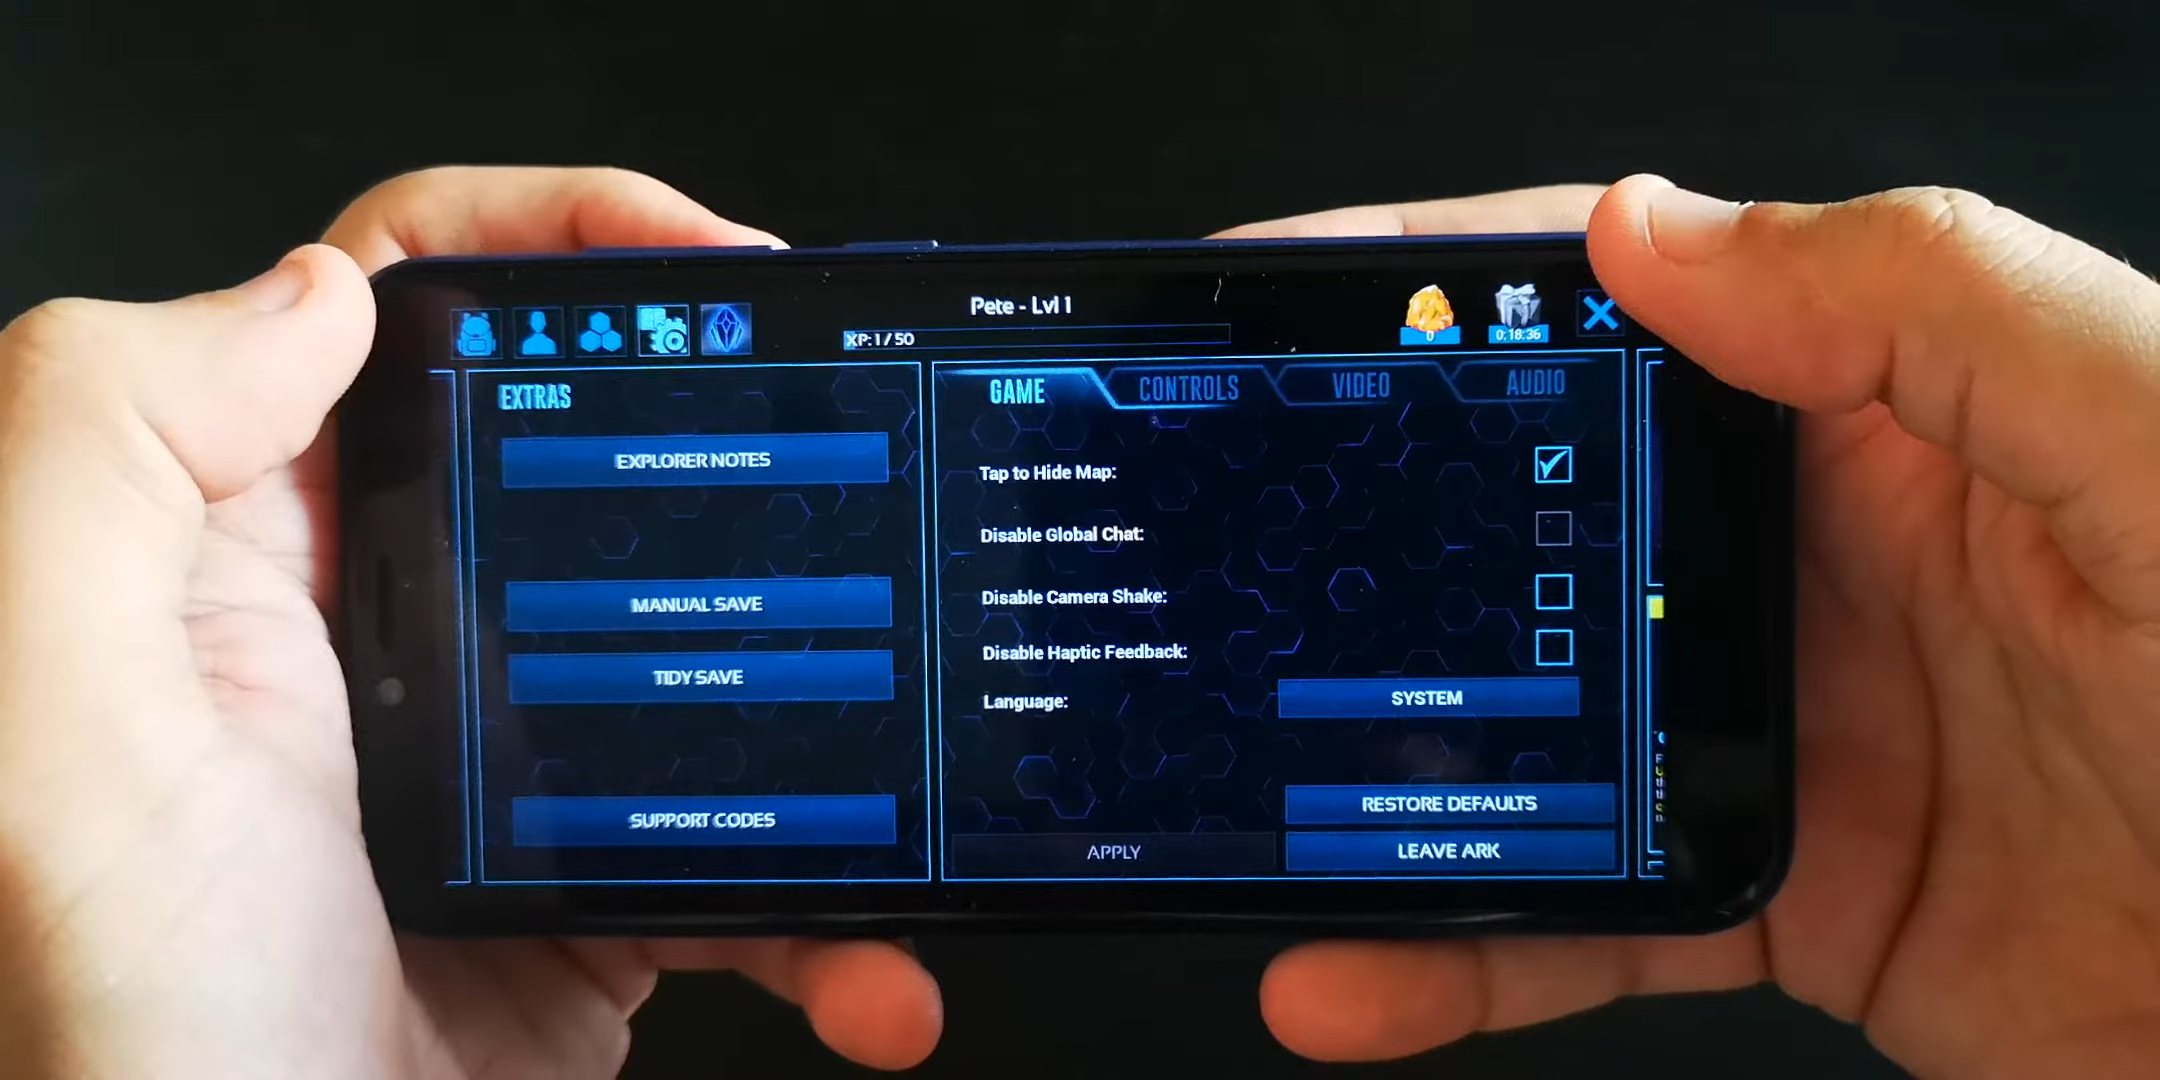 Pete - Lvl 1
XP: 1 / 50
0
0:18:36
EXTRAS
EXPLORER NOTES
MANUAL SAVE
TIDY SAVE
SUPPORT CODES
GAME
CONTROLS
VIDEO
AUDIO
Tap to Hide Map:
Disable Global Chat:
Disable Camera Shake:
Disable Haptic Feedback:
Language:
SYSTEM
RESTORE DEFAULTS
APPLY
LEAVE ARK